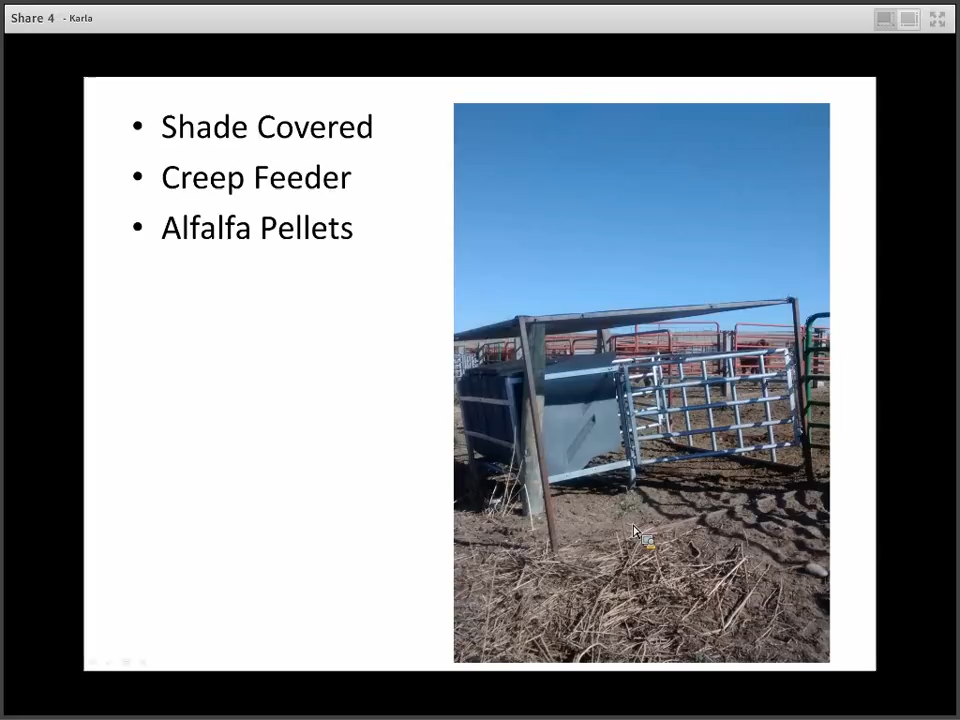 Share 4 - Karla
• Shade Covered
• Creep Feeder
• Alfalfa Pellets